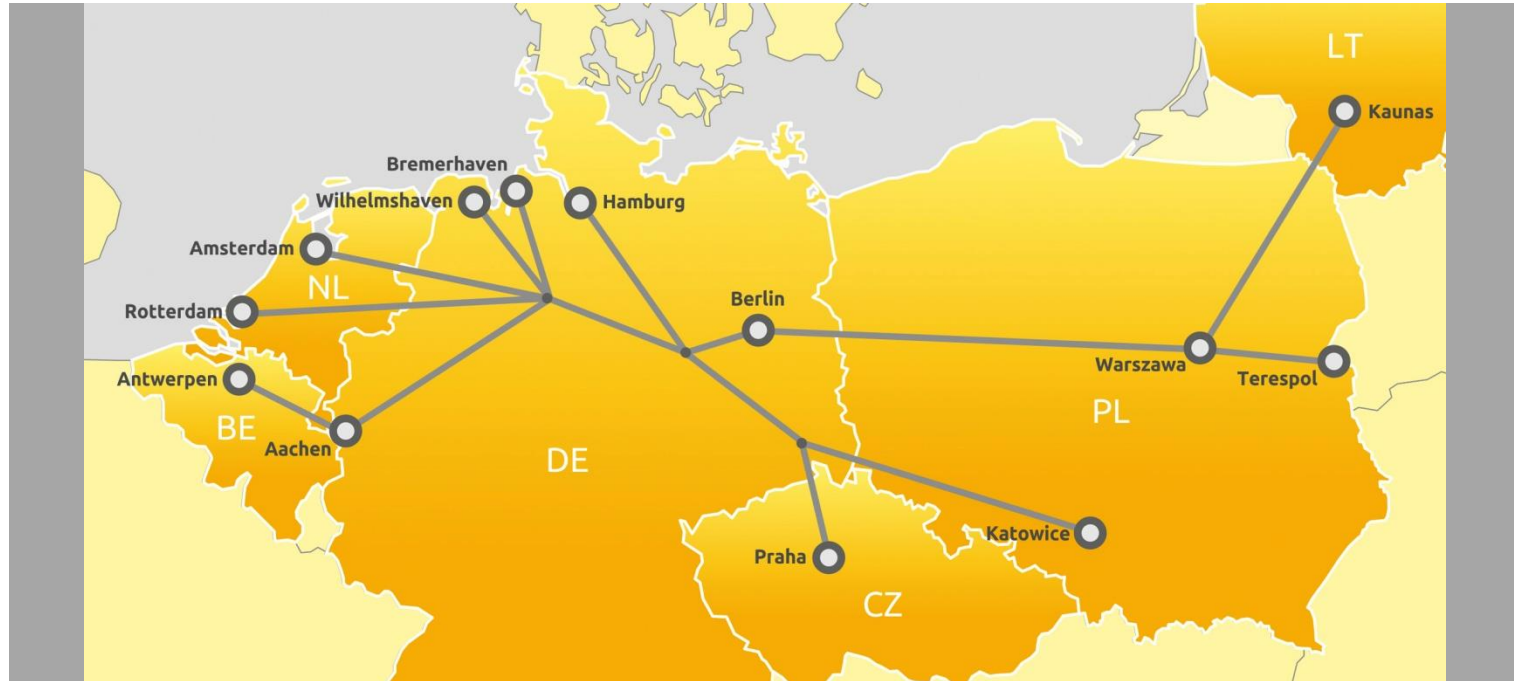 LT
Kaunas
Bremerhaven
Wilhelmshaven
Hamburg
Amsterdam
NL
Rotterdam
Berlin
Warszawa
Terespol
Antwerpen
BE
PL
Aachen
DE
Katowice
Praha
CZ